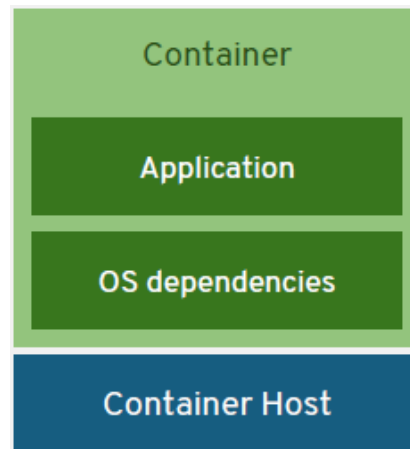 Container
Application
OS dependencies
Container Host